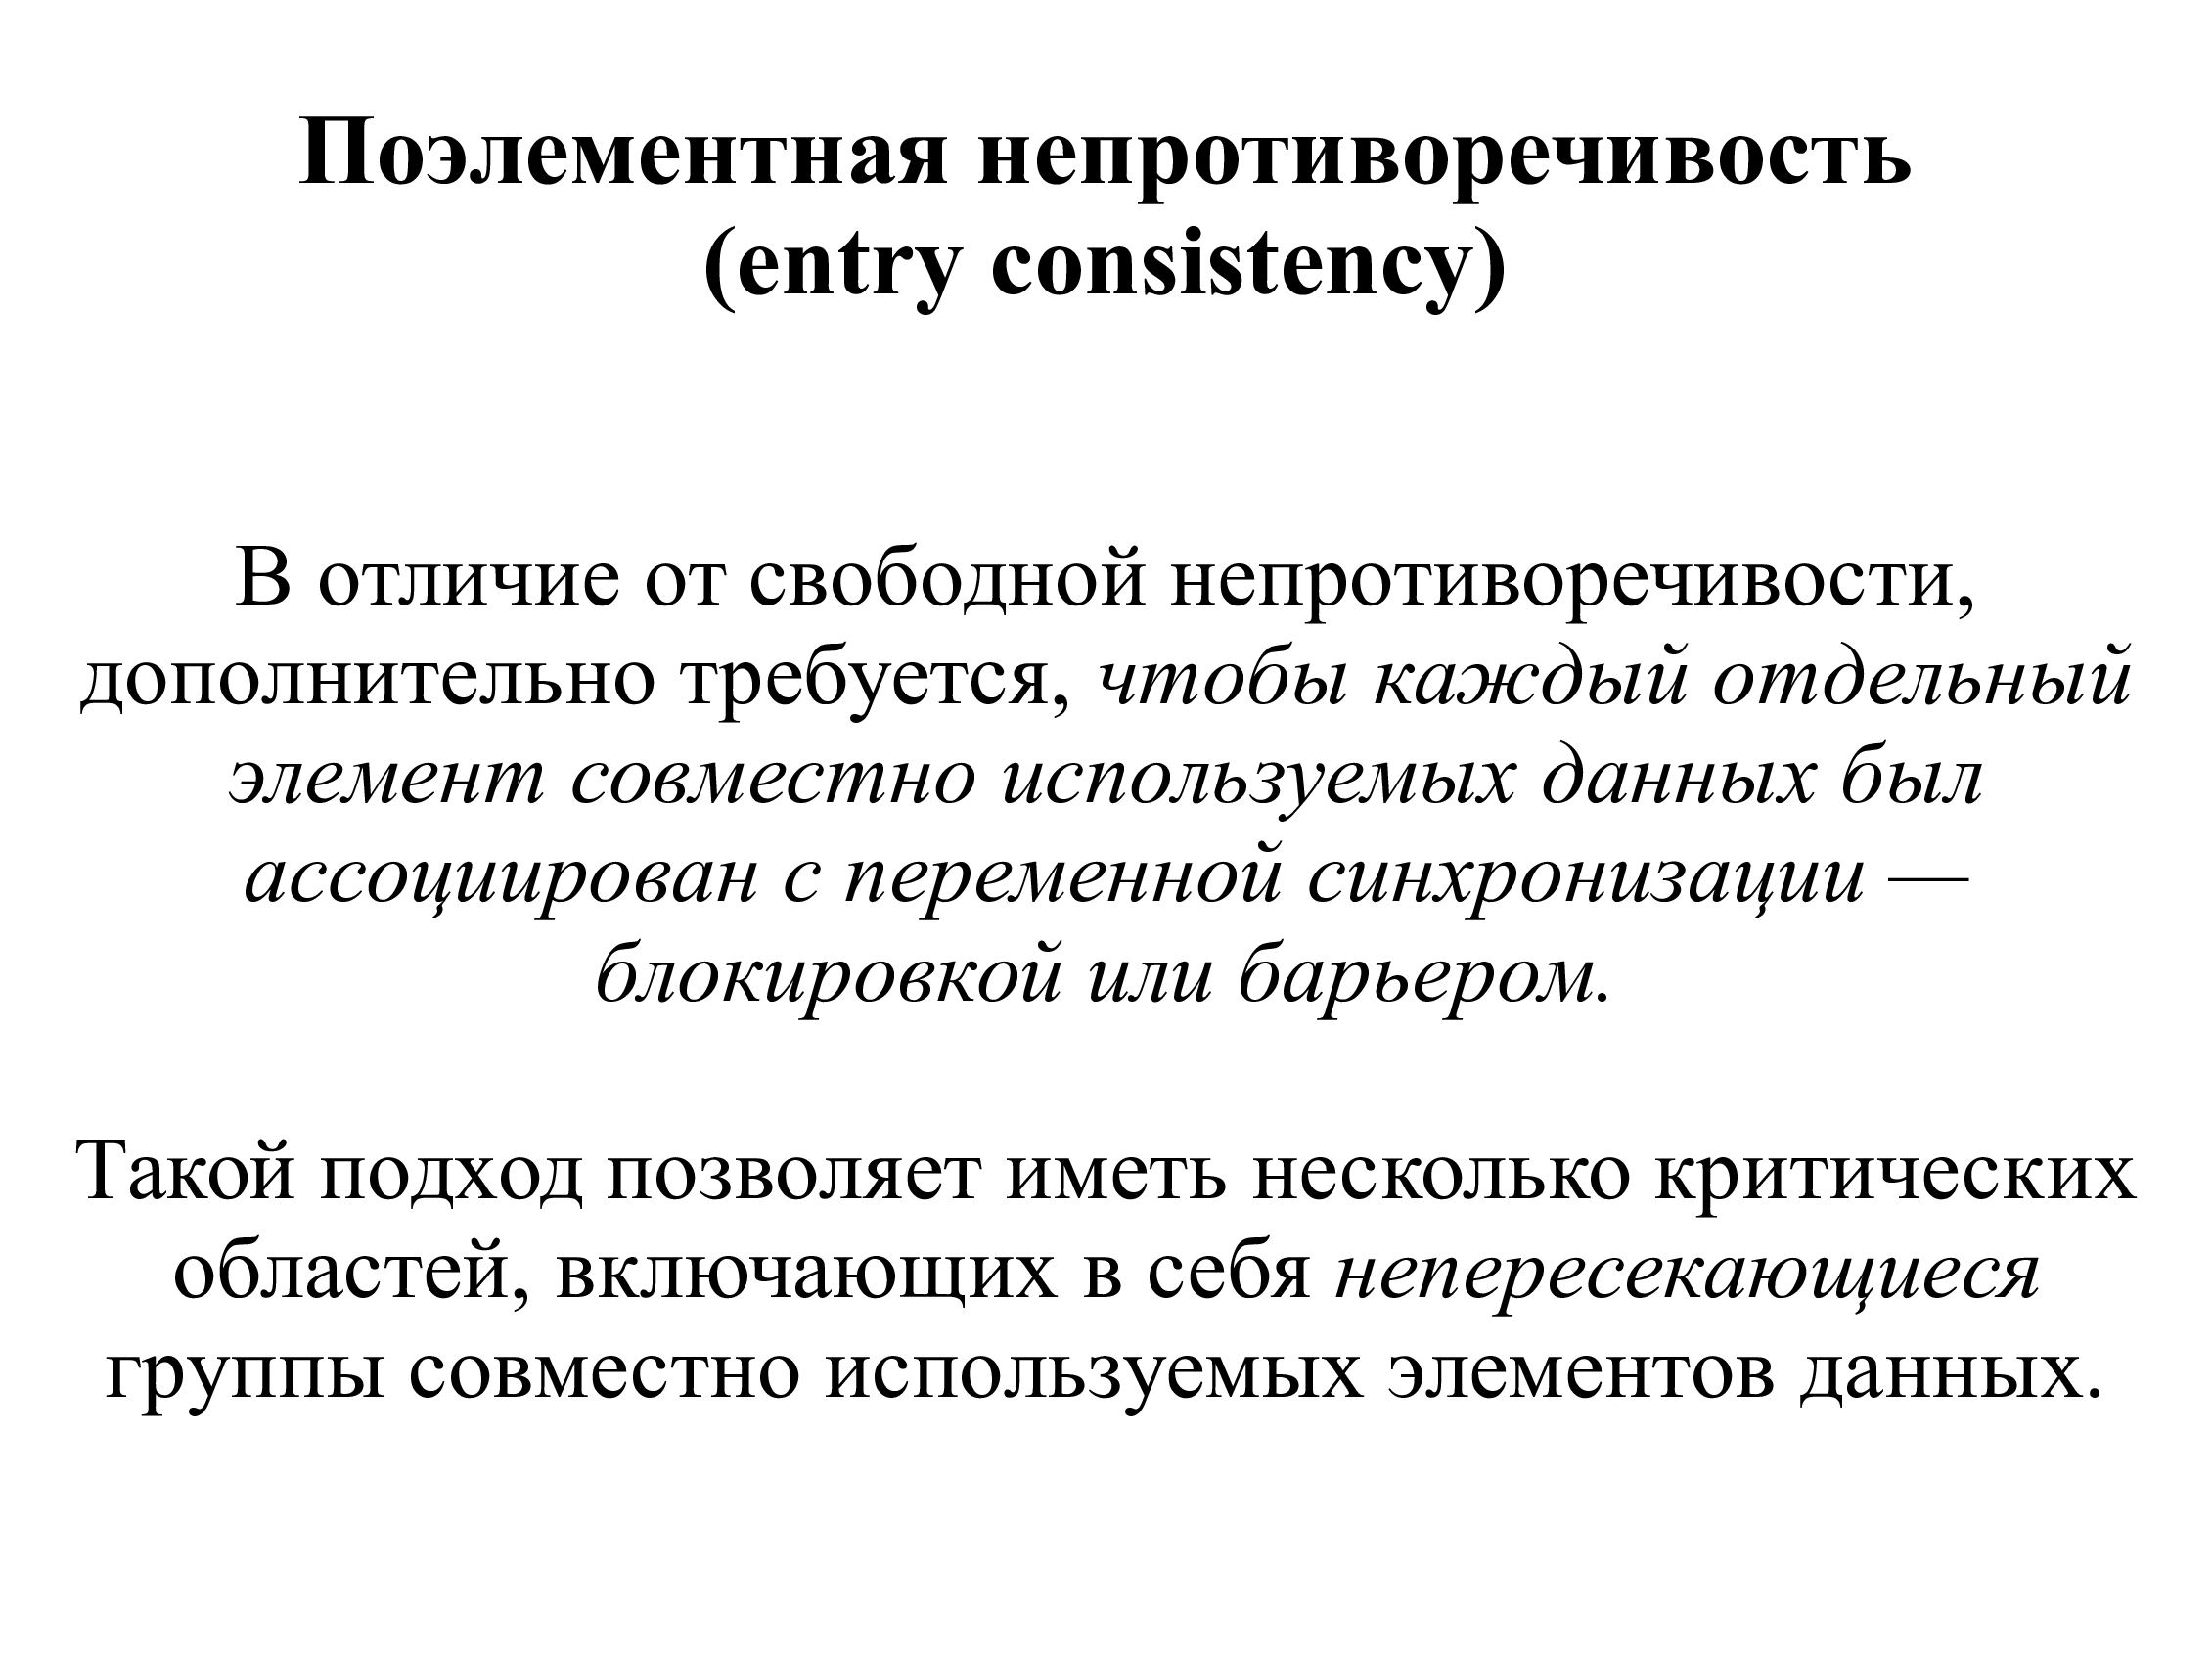 Поэлементная непротиворечивость
(entry consistency)
В отличие от свободной непротиворечивости,
дополнительно требуется, чтобы каждый отдельный
элемент совместно используемых данных был
ассоциирован с переменной синхронизации —
блокировкой или барьером.
Такой подход позволяет иметь несколько критических
областей, включающих в себя непересекающиеся
группы совместно используемых элементов данных.